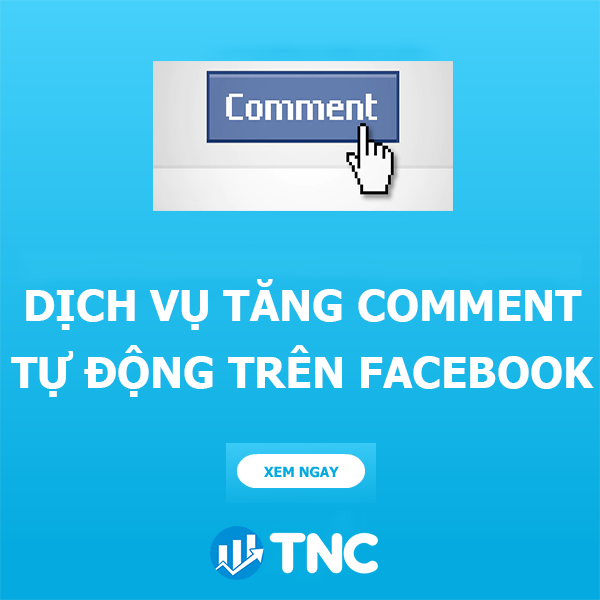 Comment
DỊCH VỤ TĂNG COMMENT
TỰ ĐỘNG TRÊN FACEBOOK
XEM NGAY
TNC